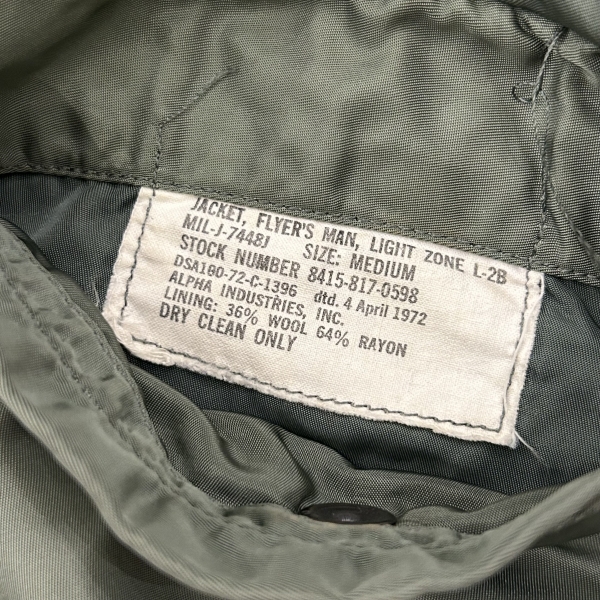 JACKET, FLYER'S MAN, LIGHT ZONE L-2B
MIL-J-7448J SIZE: MEDIUM
STOCK NUMBER 8415-817-0598
DSA100-72-C-1396 dtd. 4 April 1972
ALPHA INDUSTRIES, INC.
LINING: 36% WOOL 64% RAYON
DRY CLEAN ONLY